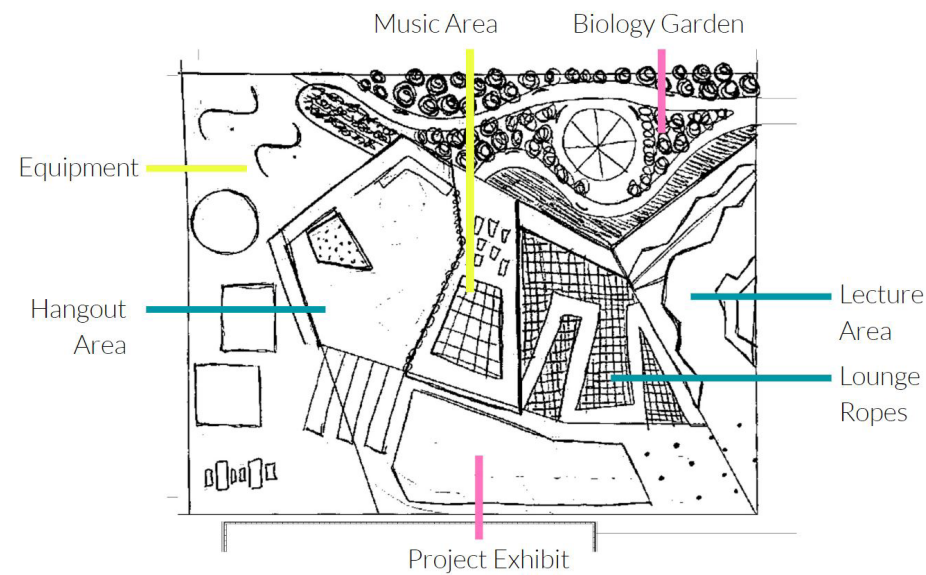 Music Area
Biology Garden
Equipment
Hangout
Area
Lecture
Area
Lounge
Ropes
Project Exhibit